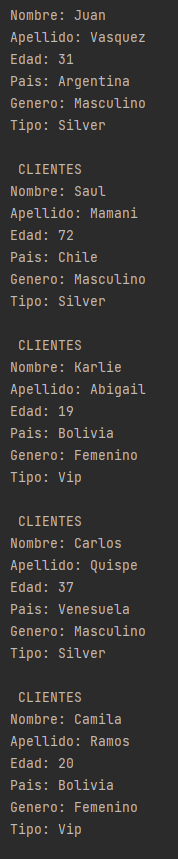 Nombre: Juan
Apellido: Vasquez
Edad: 31
Pais: Argentina
Genero: Masculino
Tipo: Silver

CLIENTES
Nombre: Saul
Apellido: Mamani
Edad: 72
Pais: Chile
Genero: Masculino
Tipo: Silver

CLIENTES
Nombre: Karlie
Apellido: Abigail
Edad: 19
Pais: Bolivia
Genero: Femenino
Tipo: Vip

CLIENTES
Nombre: Carlos
Apellido: Quispe
Edad: 37
Pais: Venesuela
Genero: Masculino
Tipo: Silver

CLIENTES
Nombre: Camila
Apellido: Ramos
Edad: 20
Pais: Bolivia
Genero: Femenino
Tipo: Vip